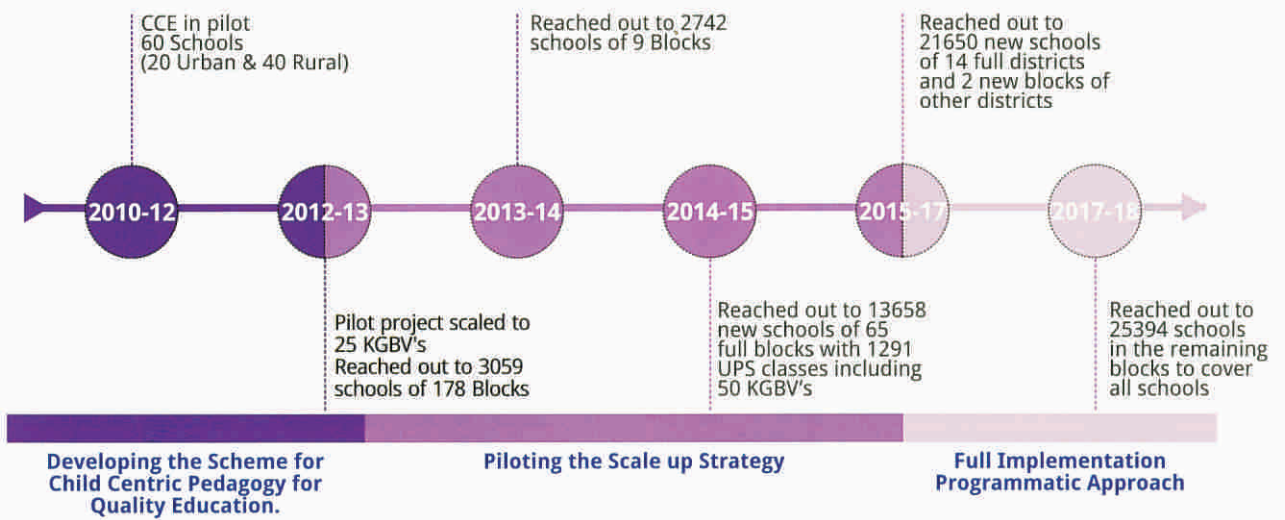 CCE in pilot
60 Schools
(20 Urban & 40 Rural)
Reached out to 2742
schools of 9 Blocks
Reached out to
21650 new schools
of 14 full districts
and 2 new blocks of
other districts
2010-12
2012-13
2013-14
2014-15
2015-17
2017-18
Pilot project scaled to
25 KGBV's
Reached out to 3059
schools of 178 Blocks
Reached out to 13658
new schools of 65
full blocks with 1291
UPS classes including
50 KGBV's
Reached out to
25394 schools
in the remaining
blocks to cover
all schools
Developing the Scheme for
Child Centric Pedagogy for
Quality Education.
Piloting the Scale up Strategy
Full Implementation
Programmatic Approach